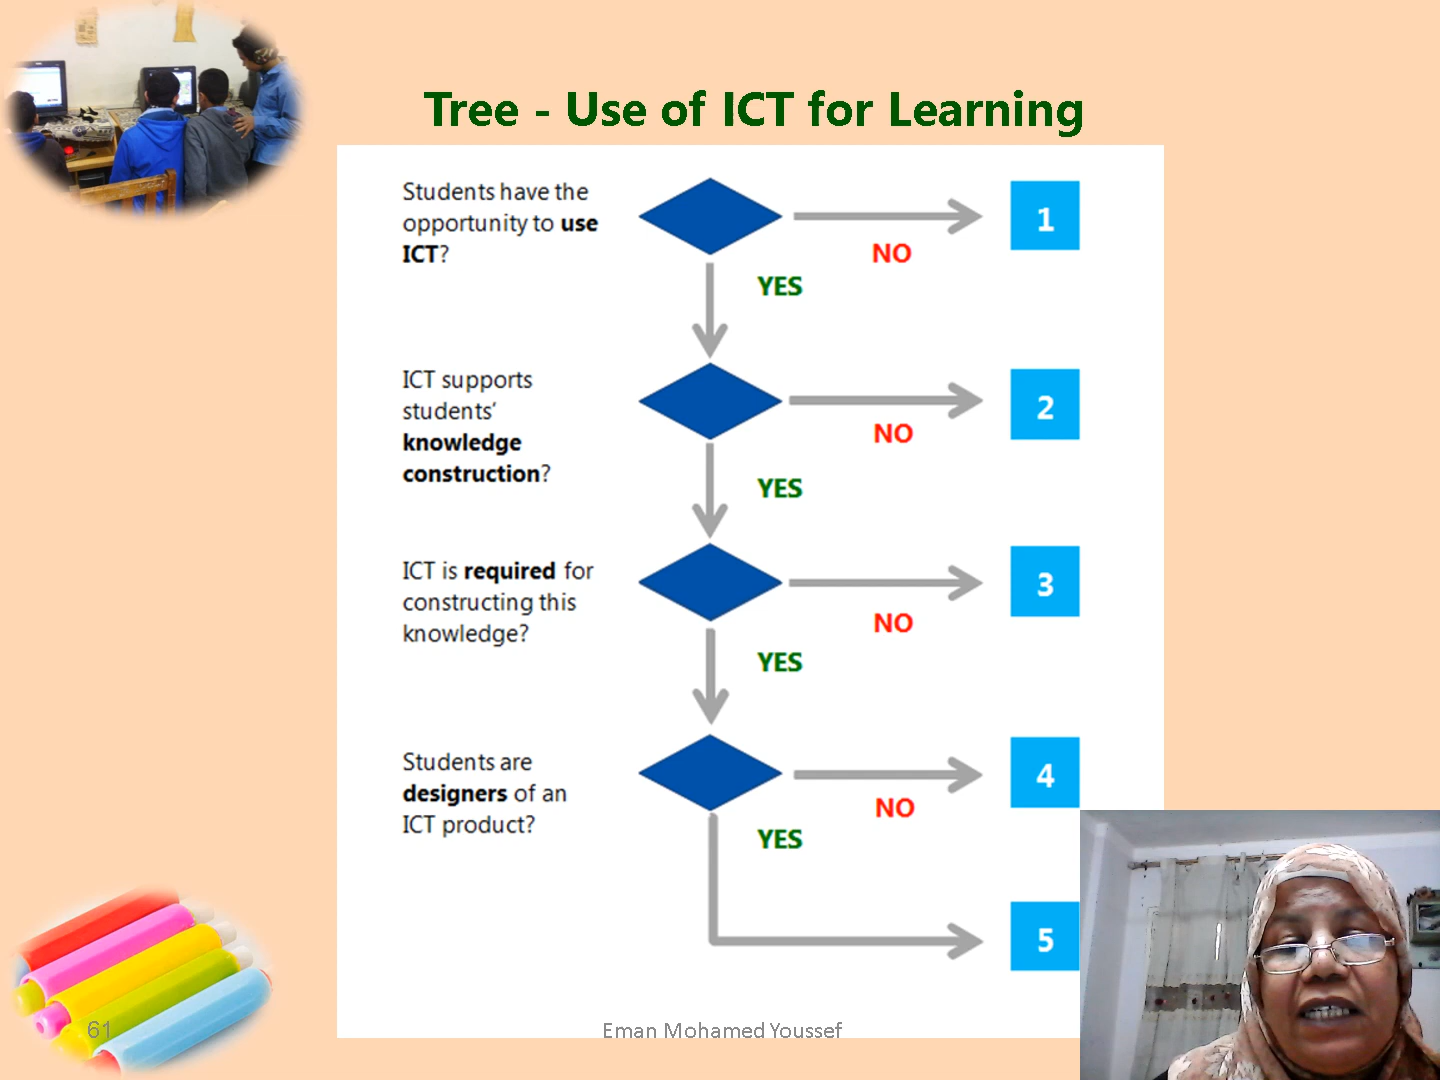 Tree - Use of ICT for Learning
Students have the
opportunity to use
ICT?
NO
1
YES
ICT supports
students’
knowledge
construction?
NO
2
YES
ICT is required for
constructing this
knowledge?
NO
3
YES
Students are
designers of an
ICT product?
NO
4
YES
5
61
Eman Mohamed Youssef